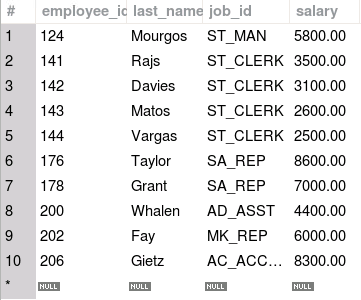 # employee_id last_name job_id salary
1 124 Mourgos ST_MAN 5800.00
2 141 Rajs ST_CLERK 3500.00
3 142 Davies ST_CLERK 3100.00
4 143 Matos ST_CLERK 2600.00
5 144 Vargas ST_CLERK 2500.00
6 176 Taylor SA_REP 8600.00
7 178 Grant SA_REP 7000.00
8 200 Whalen AD_ASST 4400.00
9 202 Fay MK_REP 6000.00
10 206 Gietz AC_ACC... 8300.00
* NULL NULL NULL NULL